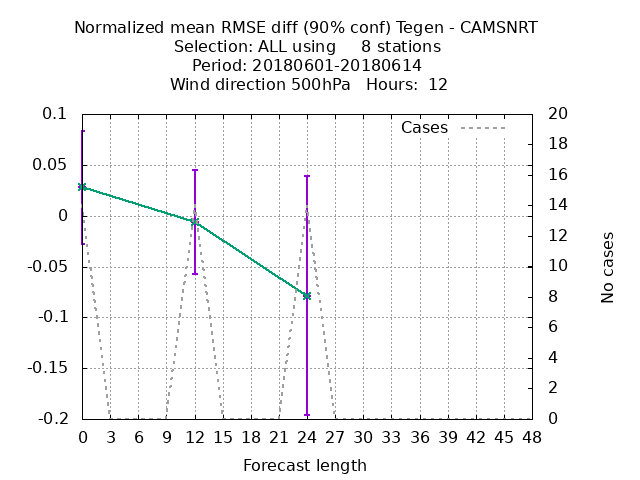 Normalized mean RMSE diff (90% conf) Tegen - CAMSNRT
Selection: ALL using     8 stations
Period: 20180601-20180614
Wind direction 500hPa   Hours:  12
Cases
0.1
0.05
0
-0.05
-0.1
-0.15
-0.2
20
18
16
14
12
10
8
6
4
2
0
No cases
0 3 6 9 12 15 18 21 24 27 30 33 36 39 42 45 48
Forecast length